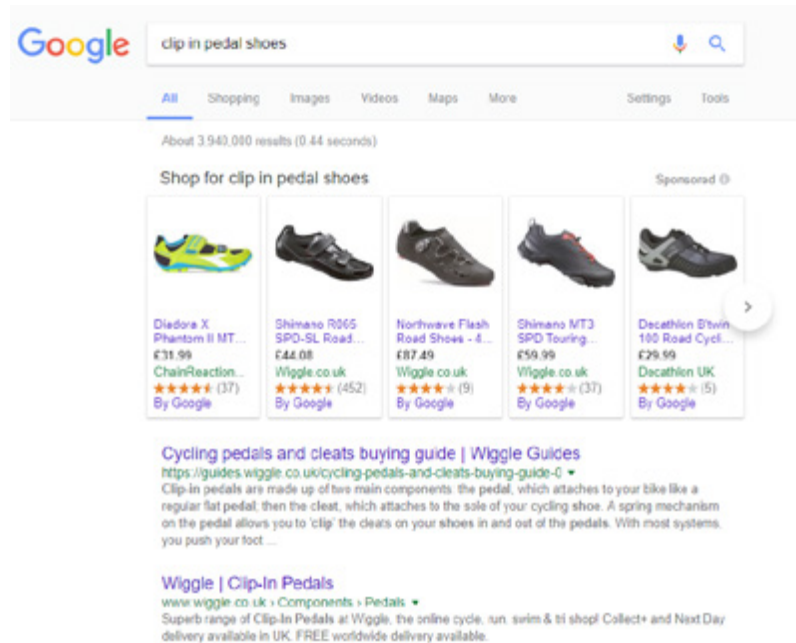 Google
clip in pedal shoes
All Shopping Images Videos Maps More Settings Tools
About 3,940,000 results (0.44 seconds)
Shop for clip in pedal shoes
Sponsored
Diadora X
Phantom II MT...
£31.99
ChainReaction...
(37)
By Google
Shimano R065
SPD-SL Road...
£44.08
Wiggle.co.uk
(452)
By Google
Northwave Flash
Road Shoes - 4...
£87.49
Wiggle.co.uk
(9)
By Google
Shimano MT3
SPD Touring...
£59.99
Wiggle.co.uk
(37)
By Google
Decathlon B'twin
100 Road Cycli...
£29.99
Decathlon UK
(5)
By Google
Cycling pedals and cleats buying guide | Wiggle Guides
https://guides.wiggle.co.uk/cycling-pedals-and-cleats-buying-guide-0
Clip-in pedals are made up of two main components: the pedal, which attaches to your bike like a
regular flat pedal; then the cleat, which attaches to the sole of your cycling shoe. A spring mechanism
on the pedal allows you to 'clip' the cleats on your shoes in and out of the pedals. With most systems,
you push your foot ...
Wiggle | Clip-In Pedals
www.wiggle.co.uk › Components › Pedals
Superb range of Clip-In Pedals at Wiggle, the online cycle, run, swim & tri shop! Collect+ and Next Day
delivery available in UK. FREE worldwide delivery available.